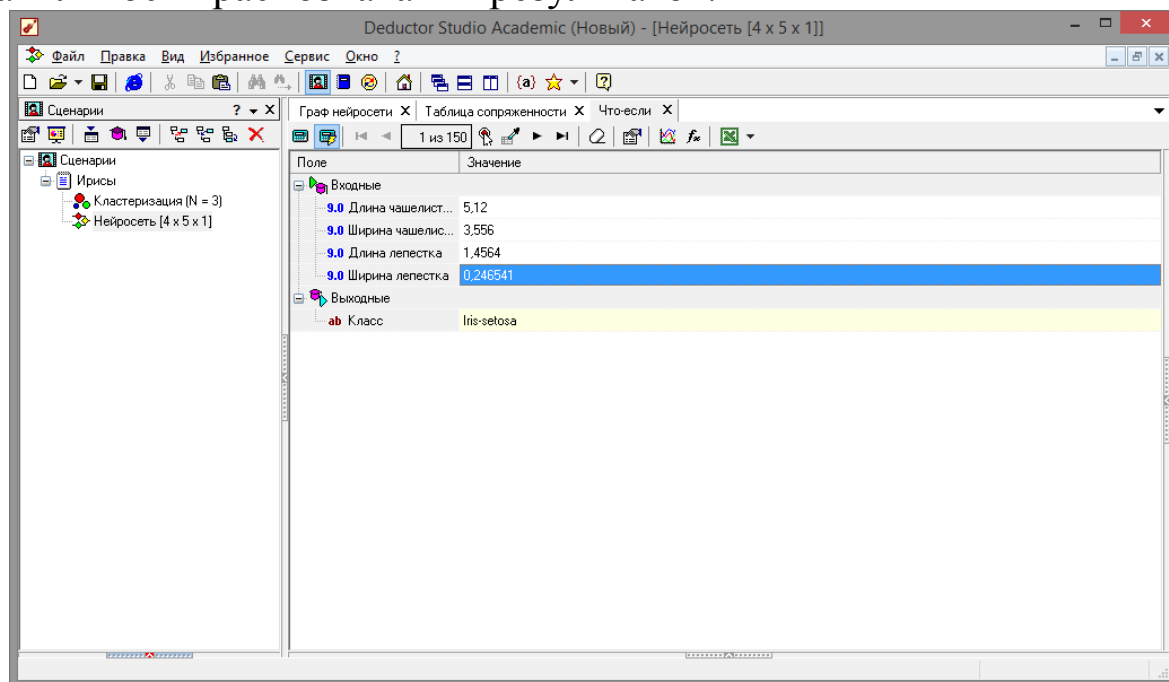 Deductor Studio Academic (Новый) - [Нейросеть [4 x 5 x 1]]
Файл Правка Вид Избранное Сервис Окно ?
Сценарии ?
Граф нейросети X Таблица сопряженности X Что-если X
1 из 150
Сценарии
Ирисы
Кластеризация (N = 3)
Нейросеть [4 x 5 x 1]
Поле Значение
Входные
9.0 Длина чашелист... 5,12
9.0 Ширина чашелис... 3,556
9.0 Длина лепестка 1,4564
9.0 Ширина лепестка 0,246541
Выходные
ab Класс Iris-setosa